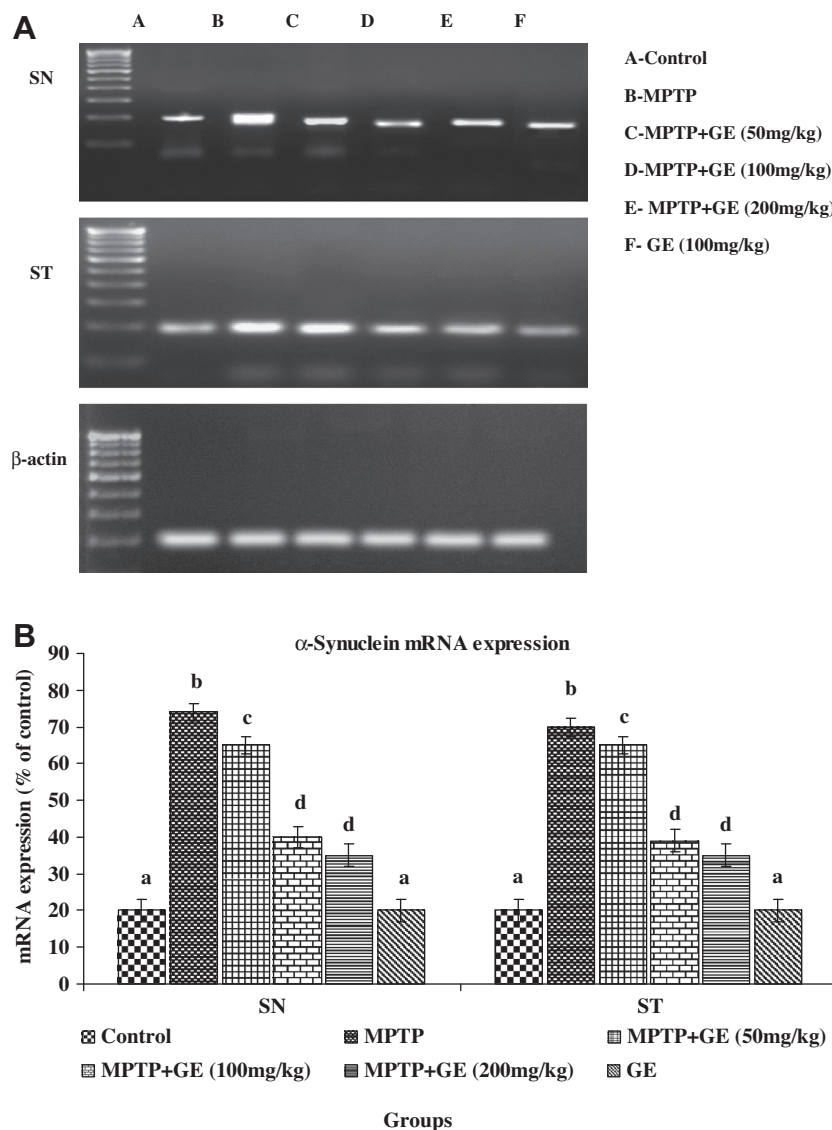 A
A B C D E F
SN
ST
β-actin
A-Control
B-MPTP
C-MPTP+GE (50mg/kg)
D-MPTP+GE (100mg/kg)
E- MPTP+GE (200mg/kg)
F- GE (100mg/kg)
B
α-Synuclein mRNA expression
mRNA expression (% of control)
90
80
70
60
50
40
30
20
10
0
a b c d d a
a b c d d a
SN ST
Control MPTP MPTP+GE (50mg/kg)
MPTP+GE (100mg/kg) MPTP+GE (200mg/kg) GE
Groups